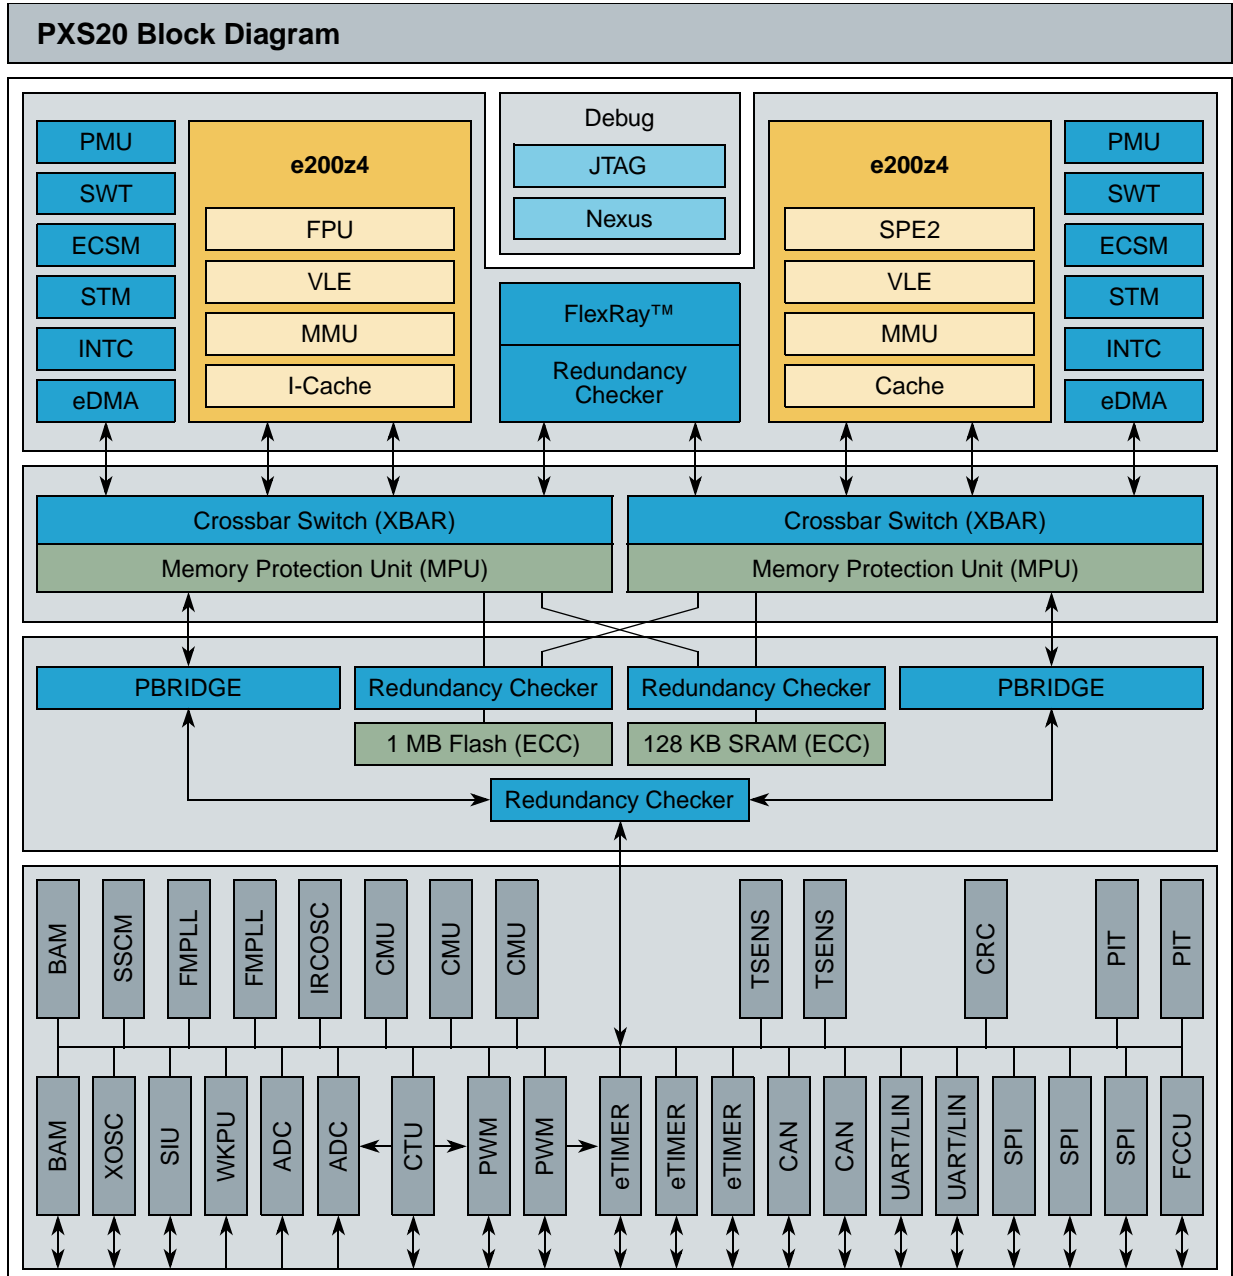 PXS20 Block Diagram
PMU
SWT
ECSM
STM
INTC
eDMA
e200z4
FPU
VLE
MMU
I-Cache
Debug
JTAG
Nexus
FlexRay™
Redundancy
Checker
e200z4
SPE2
VLE
MMU
Cache
PMU
SWT
ECSM
STM
INTC
eDMA
Crossbar Switch (XBAR)
Memory Protection Unit (MPU)
Crossbar Switch (XBAR)
Memory Protection Unit (MPU)
PBRIDGE
Redundancy Checker
Redundancy Checker
PBRIDGE
1 MB Flash (ECC)
128 KB SRAM (ECC)
Redundancy Checker
BAM
SSCM
FMPLL
FMPLL
IRCOSC
CMU
CMU
CMU
TSENS
TSENS
CRC
PIT
PIT
BAM
XOSC
SIU
WKPU
ADC
ADC
CTU
PWM
PWM
eTIMER
eTIMER
eTIMER
CAN
CAN
UART/LIN
UART/LIN
SPI
SPI
SPI
FCCU